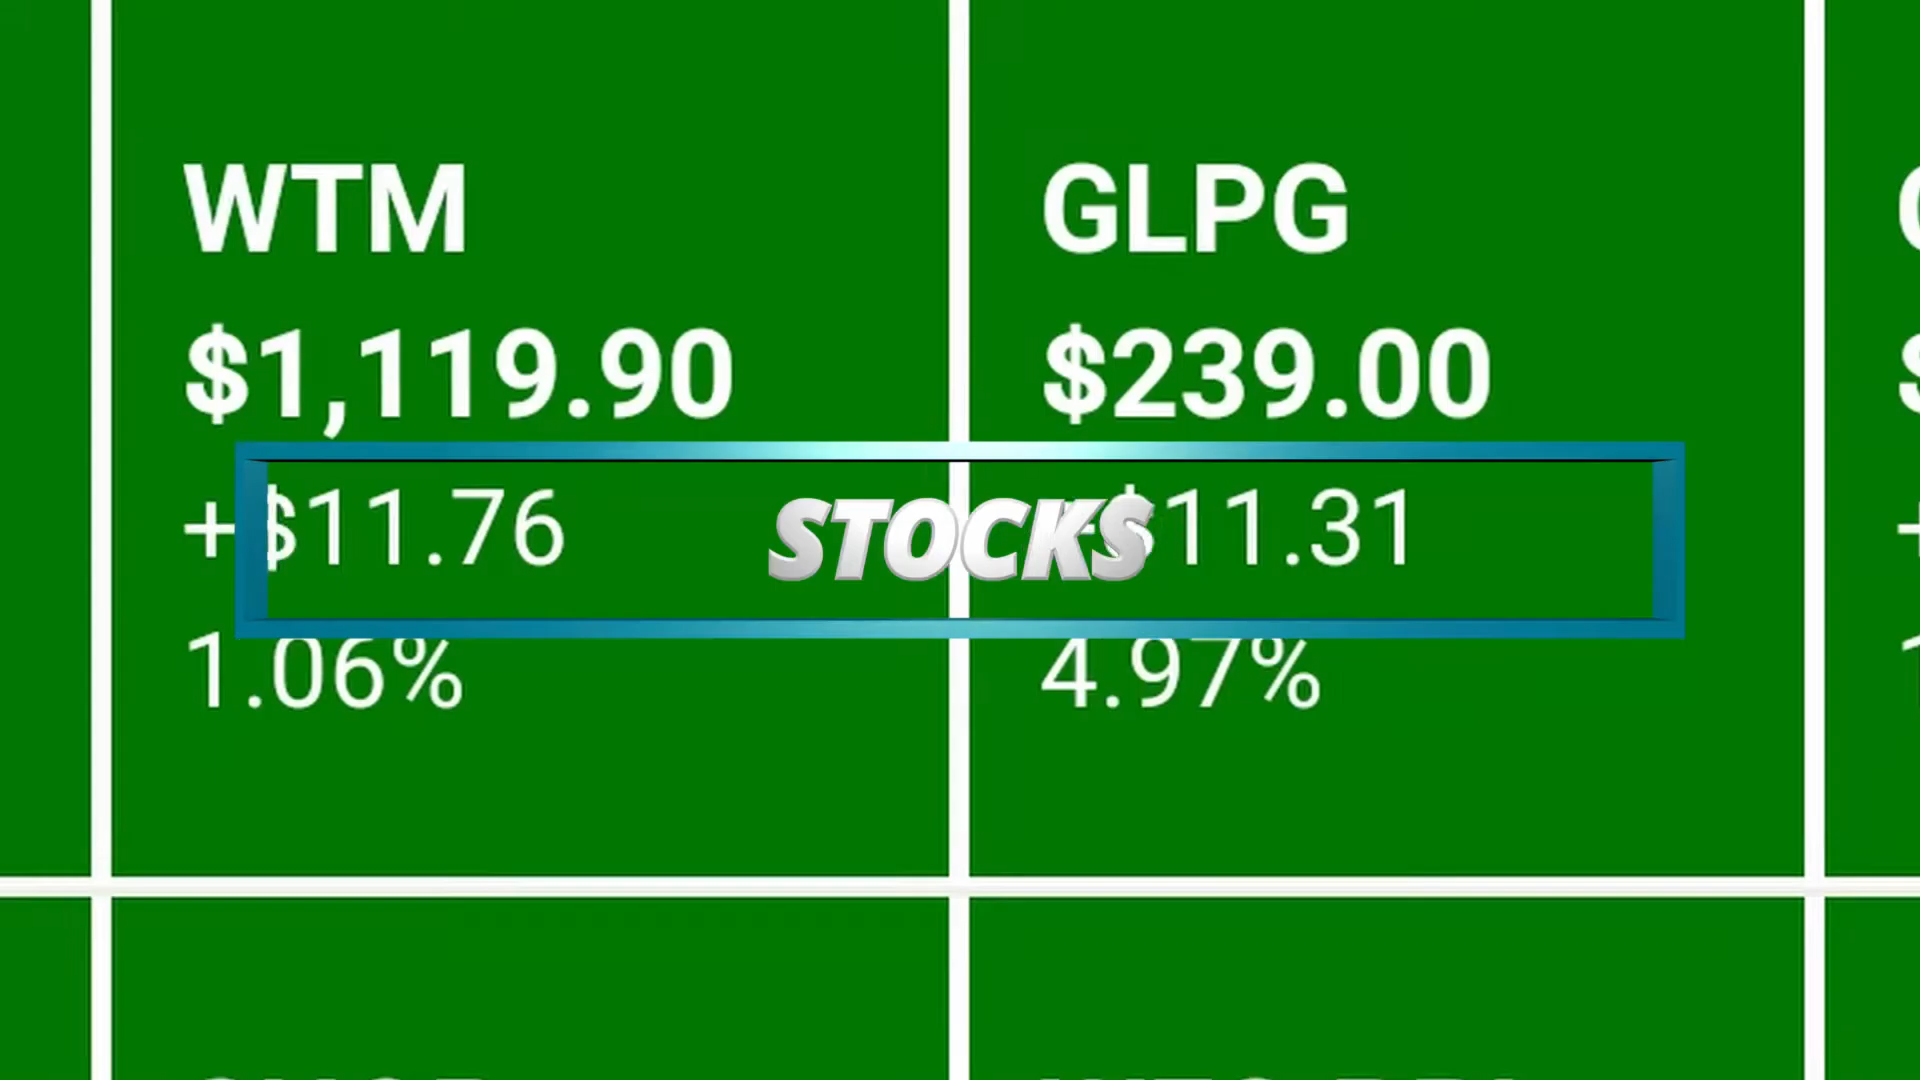 WTM
$1,119.90
+$11.76
1.06%
GLPG
$239.00
+$11.31
4.97%
STOCKS